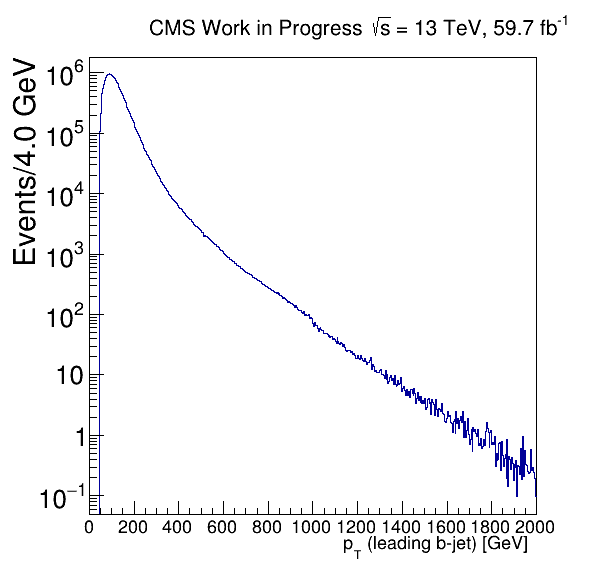 CMS Work in Progress √s = 13 TeV, 59.7 fb⁻¹
Events/4.0 GeV
10⁶
10⁵
10⁴
10³
10²
10
1
10⁻¹
0 200 400 600 800 1000 1200 1400 1600 1800 2000
p_T (leading b-jet) [GeV]